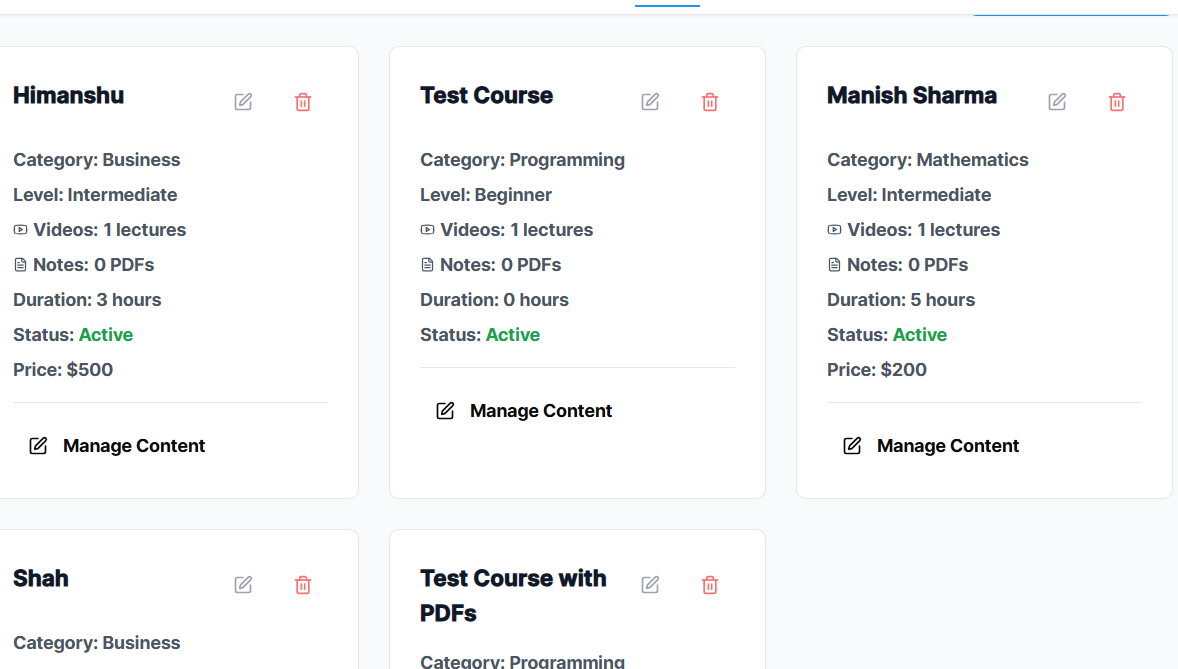 Himanshu
Category: Business
Level: Intermediate
Videos: 1 lectures
Notes: 0 PDFs
Duration: 3 hours
Status: Active
Price: $500
Manage Content
Test Course
Category: Programming
Level: Beginner
Videos: 1 lectures
Notes: 0 PDFs
Duration: 0 hours
Status: Active
Manage Content
Manish Sharma
Category: Mathematics
Level: Intermediate
Videos: 1 lectures
Notes: 0 PDFs
Duration: 5 hours
Status: Active
Price: $200
Manage Content
Shah
Category: Business
Test Course with
PDFs
Category: Programming